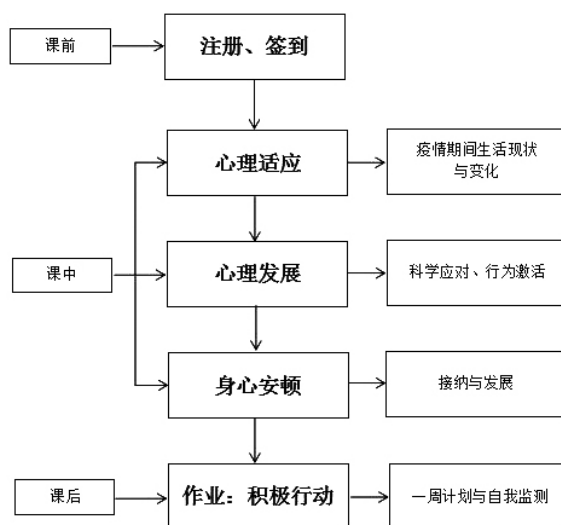 课前
注册、签到
心理适应
疫情期间生活现状
与变化
课中
心理发展
科学应对、行为激活
身心安顿
接纳与发展
课后
作业：积极行动
一周计划与自我监测